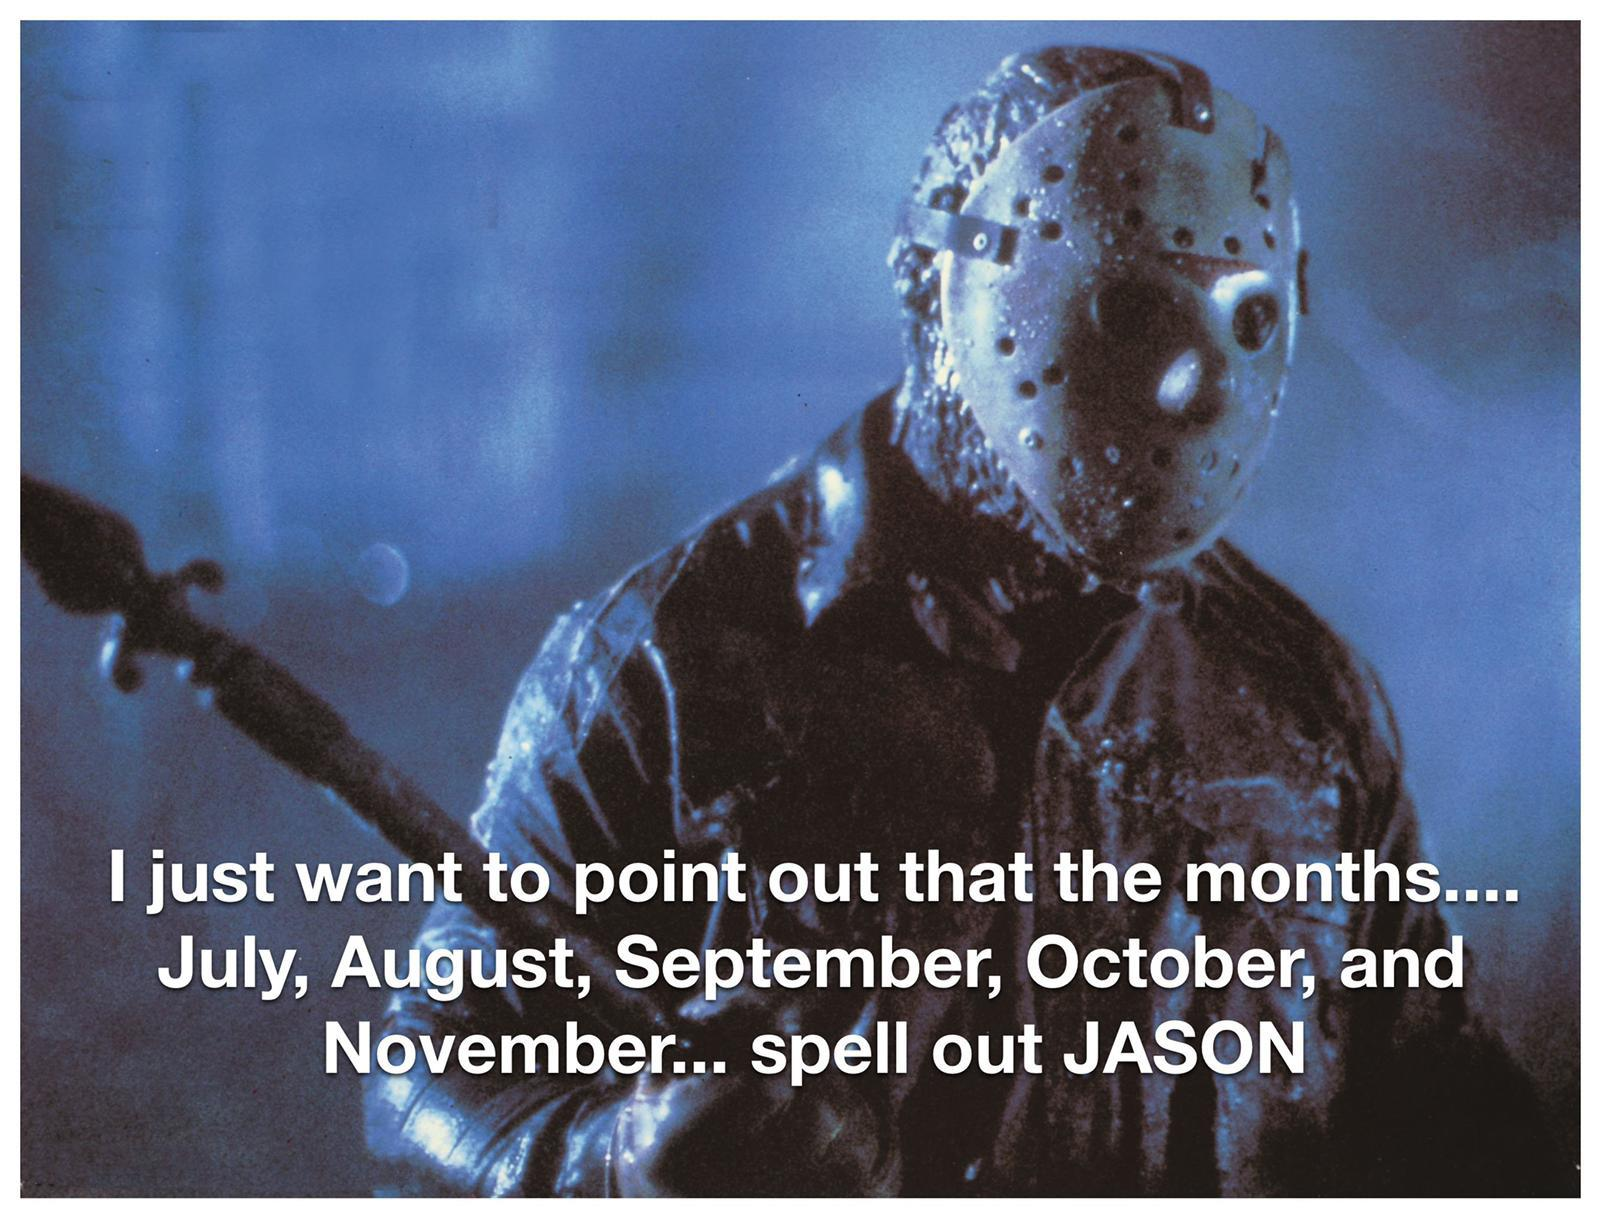 I just want to point out that the months....
July, August, September, October, and
November... spell out JASON